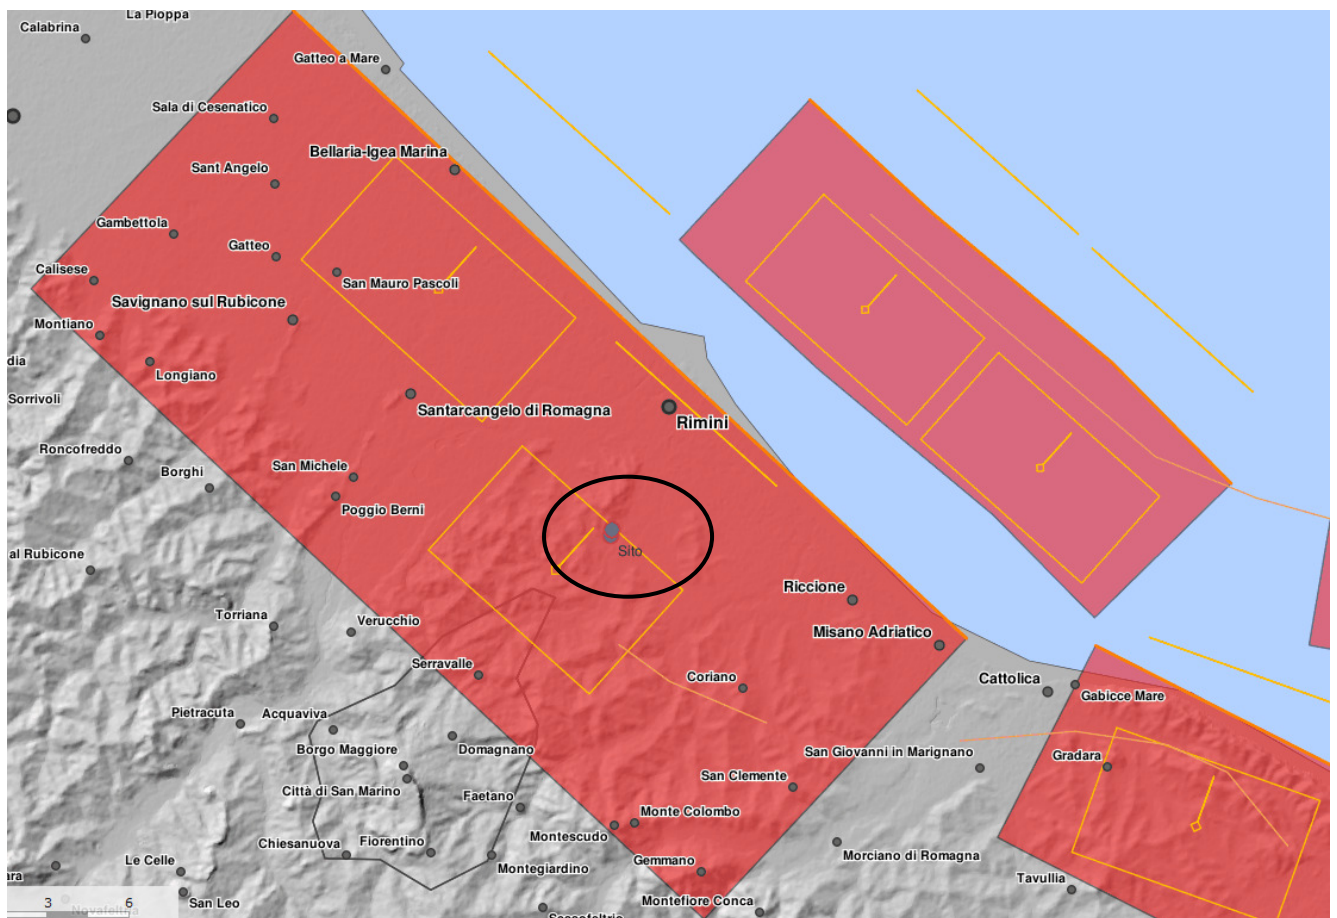 La Pioppa
Calabrina
Gatteo a Mare
Sala di Cesenatico
Bellaria-Igea Marina
Sant Angelo
Gambettola
Gatteo
Calisese
San Mauro Pascoli
Savignano sul Rubicone
Montiano
dia
Longiano
Sorrivoli
Santarcangelo di Romagna
Rimini
Roncofreddo
San Michele
Borghi
Poggio Berni
al Rubicone
Sito
Riccione
Torriana
Verucchio
Misano Adriatico
Serravalle
Coriano
Cattolica
Gabicce Mare
Pietracuta
Acquaviva
Borgo Maggiore
Domagnano
San Giovanni in Marignano
Gradara
San Clemente
Città di San Marino
Faetano
Monte Colombo
Montescudo
Chiesanuova
Fiorentino
Morciano di Romagna
Le Celle
Montegiardino
Gemmano
ara
Tavullia
San Leo
Montefiore Conca
3
6
Novafeltria
Sassofeltrio